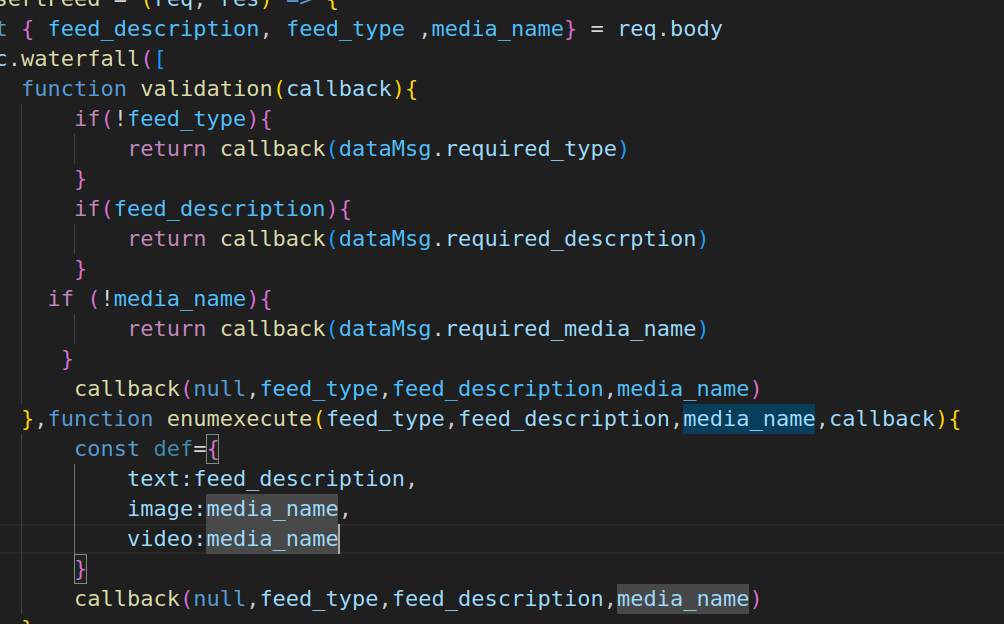 (req, res) => {
t { feed_description, feed_type ,media_name} = req.body
c.waterfall([
function validation(callback){
if(!feed_type){
return callback(dataMsg.required_type)
}
if(feed_description){
return callback(dataMsg.required_descrption)
}
if (!media_name){
return callback(dataMsg.required_media_name)
}
callback(null,feed_type,feed_description,media_name)
},function enumexecute(feed_type,feed_description,media_name,callback){
const def={
text:feed_description,
image:media_name,
video:media_name
}
callback(null,feed_type,feed_description,media_name)